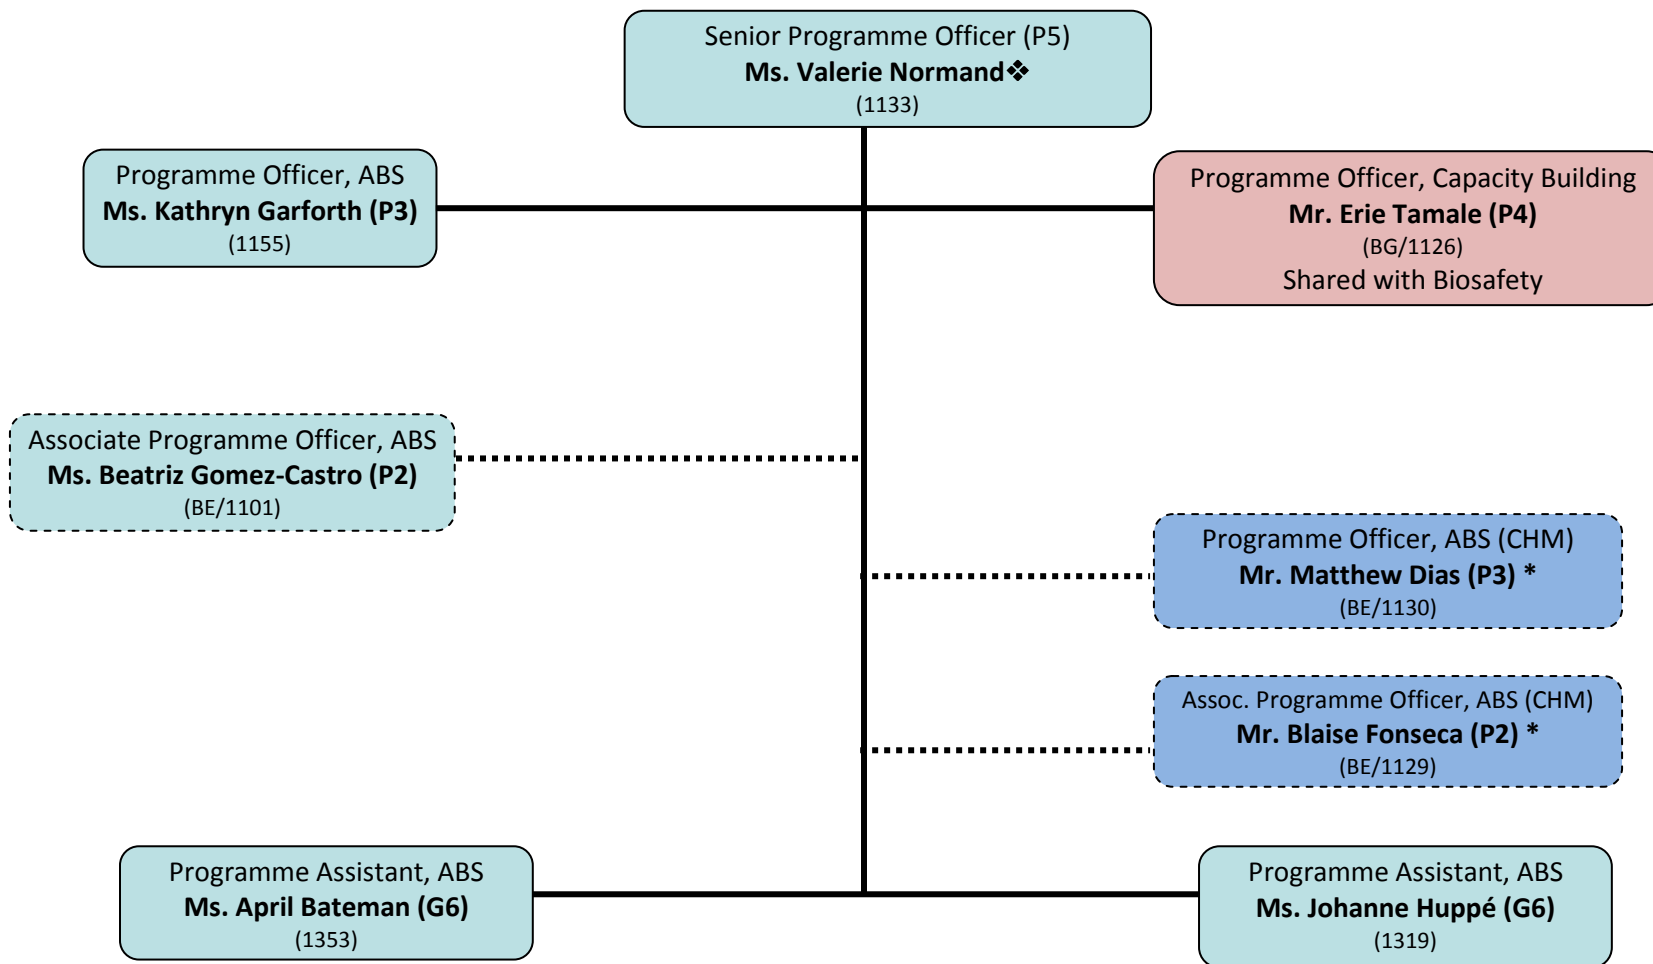 Senior Programme Officer (P5)
Ms. Valerie Normand❖
(1133)
Programme Officer, ABS
Ms. Kathryn Garforth (P3)
(1155)
Programme Officer, Capacity Building
Mr. Erie Tamale (P4)
(BG/1126)
Shared with Biosafety
Associate Programme Officer, ABS
Ms. Beatriz Gomez-Castro (P2)
(BE/1101)
Programme Officer, ABS (CHM)
Mr. Matthew Dias (P3) *
(BE/1130)
Assoc. Programme Officer, ABS (CHM)
Mr. Blaise Fonseca (P2) *
(BE/1129)
Programme Assistant, ABS
Ms. April Bateman (G6)
(1353)
Programme Assistant, ABS
Ms. Johanne Huppé (G6)
(1319)